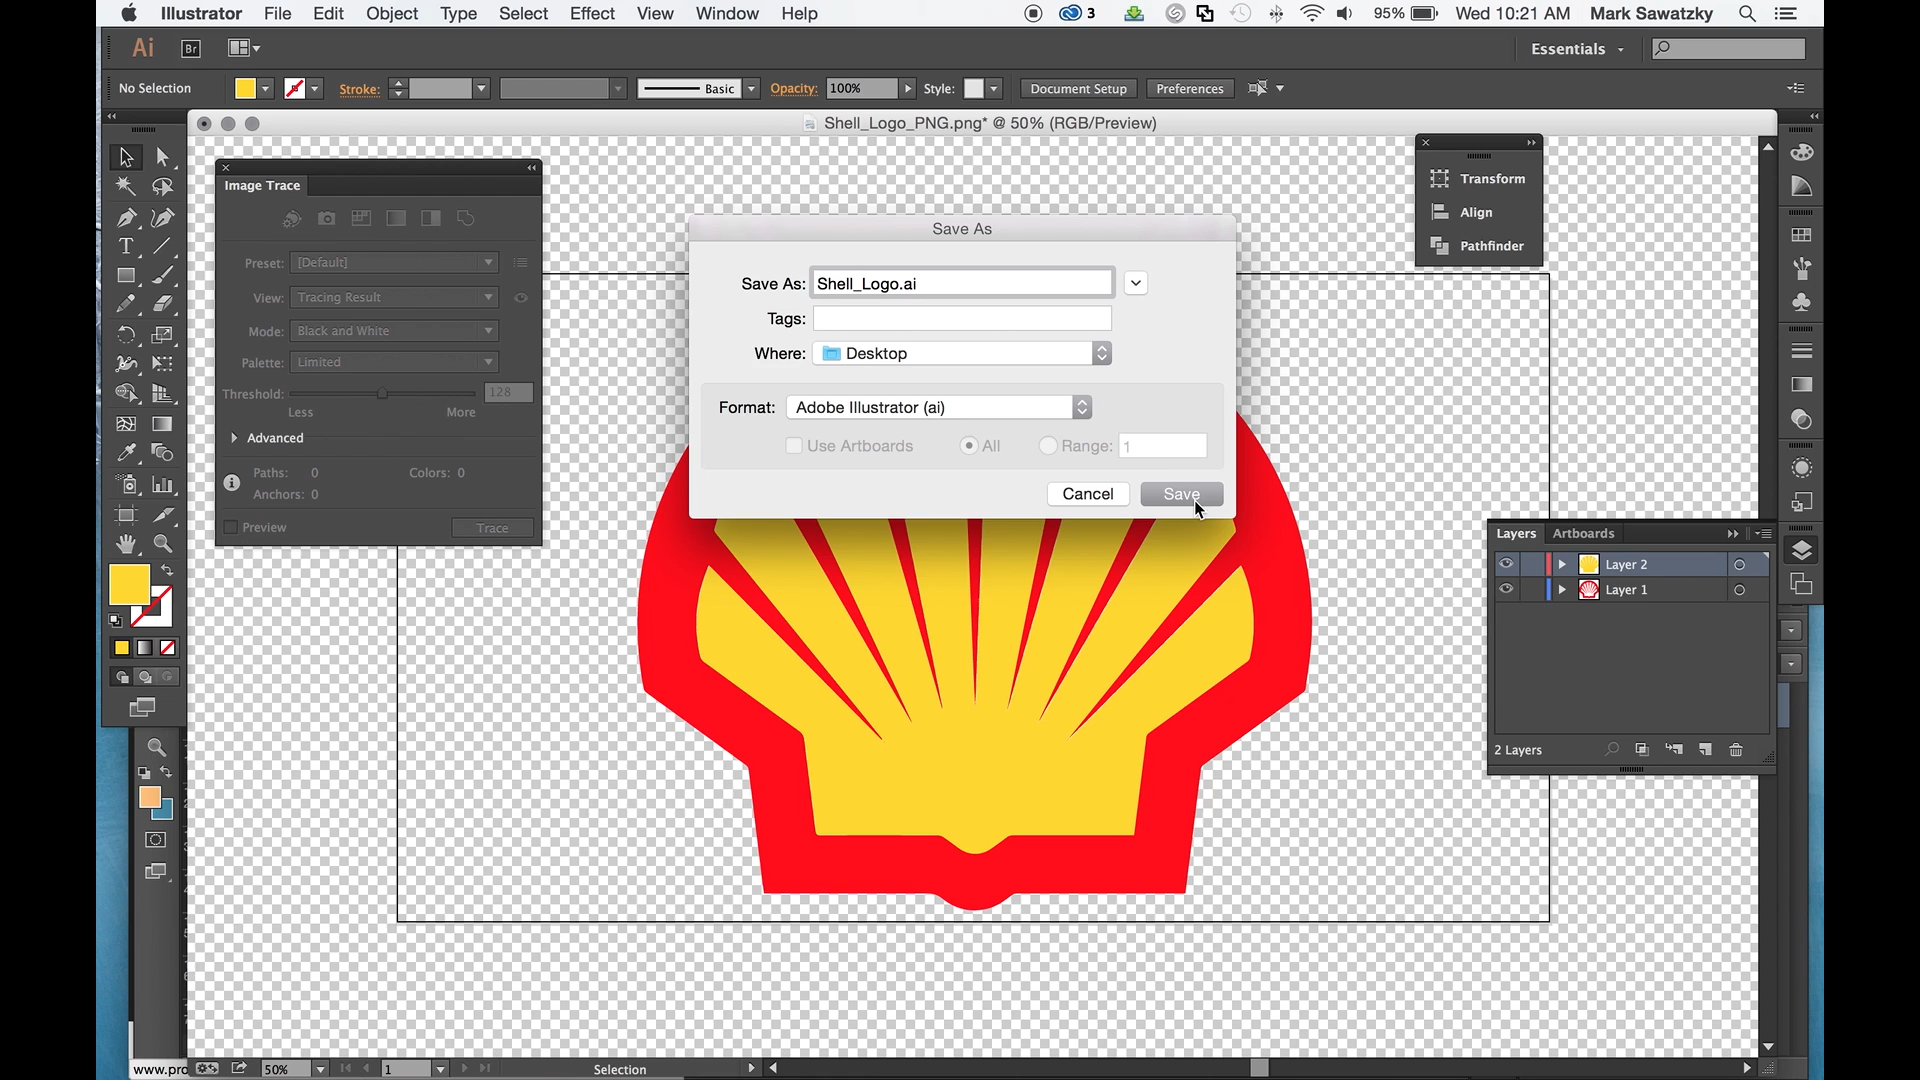 Illustrator File Edit Object Type Select Effect View Window Help 3 95% Wed 10:21 AM Mark Sawatzky
Ai Br Essentials
No Selection Stroke: Basic Opacity: 100% Style: Document Setup Preferences
Shell_Logo_PNG.png* @ 50% (RGB/Preview)
Image Trace
Preset: [Default]
View: Tracing Result
Mode: Black and White
Palette: Limited
Threshold: 128
Less More
Advanced
Paths: 0 Colors: 0
Anchors: 0
Preview Trace
Save As
Save As: Shell_Logo.ai
Tags:
Where: Desktop
Format: Adobe Illustrator (ai)
Use Artboards All Range: 1
Cancel Save
Transform
Align
Pathfinder
Layers Artboards
Layer 2
Layer 1
2 Layers
www.pro 50% 1 Selection